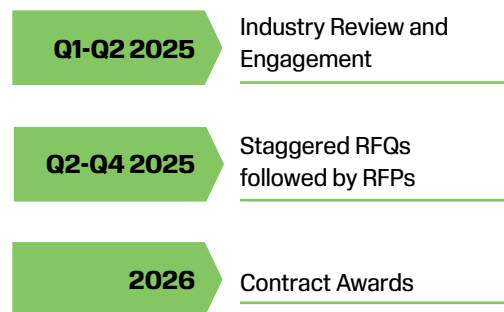 Q1-Q2 2025
Industry Review and
Engagement
Q2-Q4 2025
Staggered RFQs
followed by RFPs
2026
Contract Awards